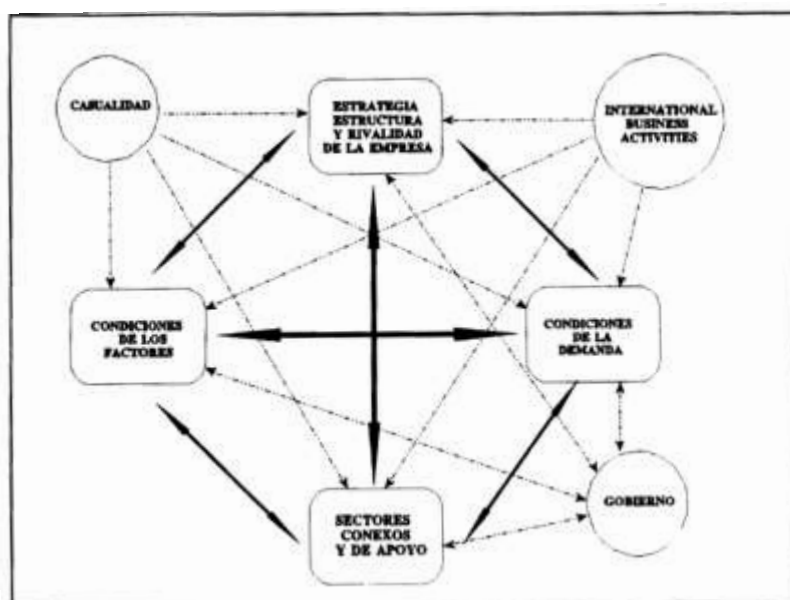 CASUALIDAD
ESTRATEGIA
ESTRUCTURA
Y RIVALIDAD
DE LA EMPRESA
INTERNATIONAL
BUSINESS
ACTIVITIES
CONDICIONES
DE LOS
FACTORES
CONDICIONES
DE LA
DEMANDA
SECTORES
CONEXOS
Y DE APOYO
GOBIERNO